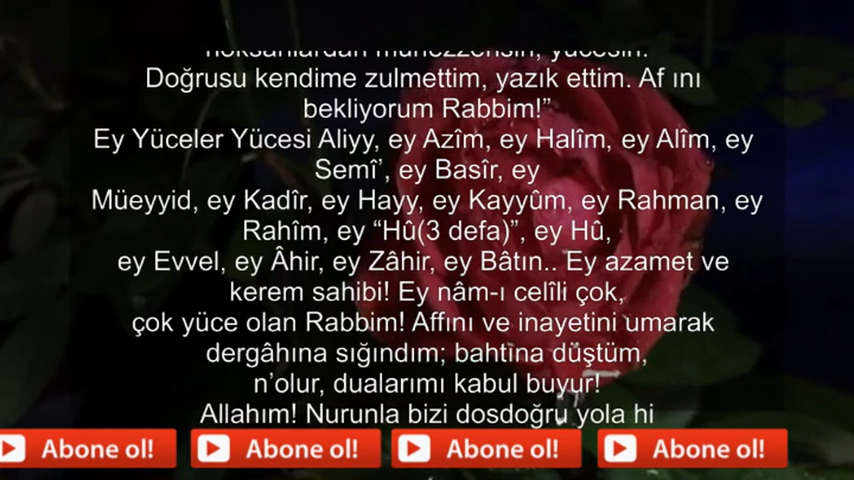 noksanlardan münezzehsin, yücesin.
Doğrusu kendime zulmettim, yazık ettim. Af ını
bekliyorum Rabbim!”
Ey Yüceler Yücesi Aliyy, ey Azîm, ey Halîm, ey Alîm, ey
Semî’, ey Basîr, ey
Müeyyid, ey Kadîr, ey Hayy, ey Kayyûm, ey Rahman, ey
Rahîm, ey “Hû(3 defa)”, ey Hû,
ey Evvel, ey Âhir, ey Zâhir, ey Bâtın.. Ey azamet ve
kerem sahibi! Ey nâm-ı celîli çok,
çok yüce olan Rabbim! Affını ve inayetini umarak
dergâhına sığındım; bahtına düştüm,
n’olur, dualarımı kabul buyur!
Allahım! Nurunla bizi dosdoğru yola hi
Abone ol! Abone ol! Abone ol! Abone ol!